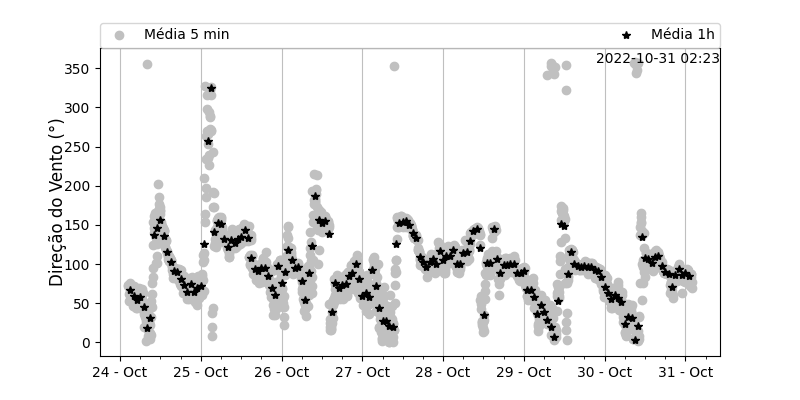 Média 5 min
Média 1h
2022-10-31 02:23
Direção do Vento (°)
350
300
250
200
150
100
50
0
24 - Oct
25 - Oct
26 - Oct
27 - Oct
28 - Oct
29 - Oct
30 - Oct
31 - Oct